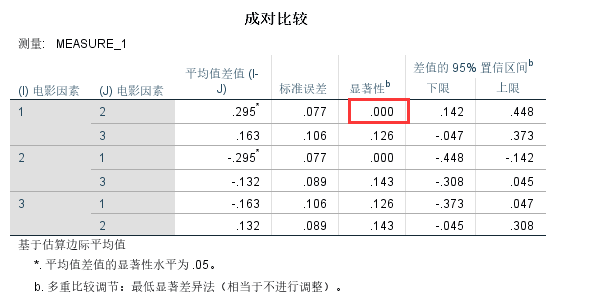 成对比较
测量: MEASURE_1
(I) 电影因素 (J) 电影因素 平均值差值 (I-J) 标准误差 显著性b 差值的 95% 置信区间b
下限 上限
1 2 .295* .077 .000 .142 .448
3 .163 .106 .126 -.047 .373
2 1 -.295* .077 .000 -.448 -.142
3 -.132 .089 .143 -.308 .045
3 1 -.163 .106 .126 -.373 .047
2 .132 .089 .143 -.045 .308
基于估算边际平均值
*. 平均值差值的显著性水平为 .05。
b. 多重比较调节：最低显著差异法（相当于不进行调整）。